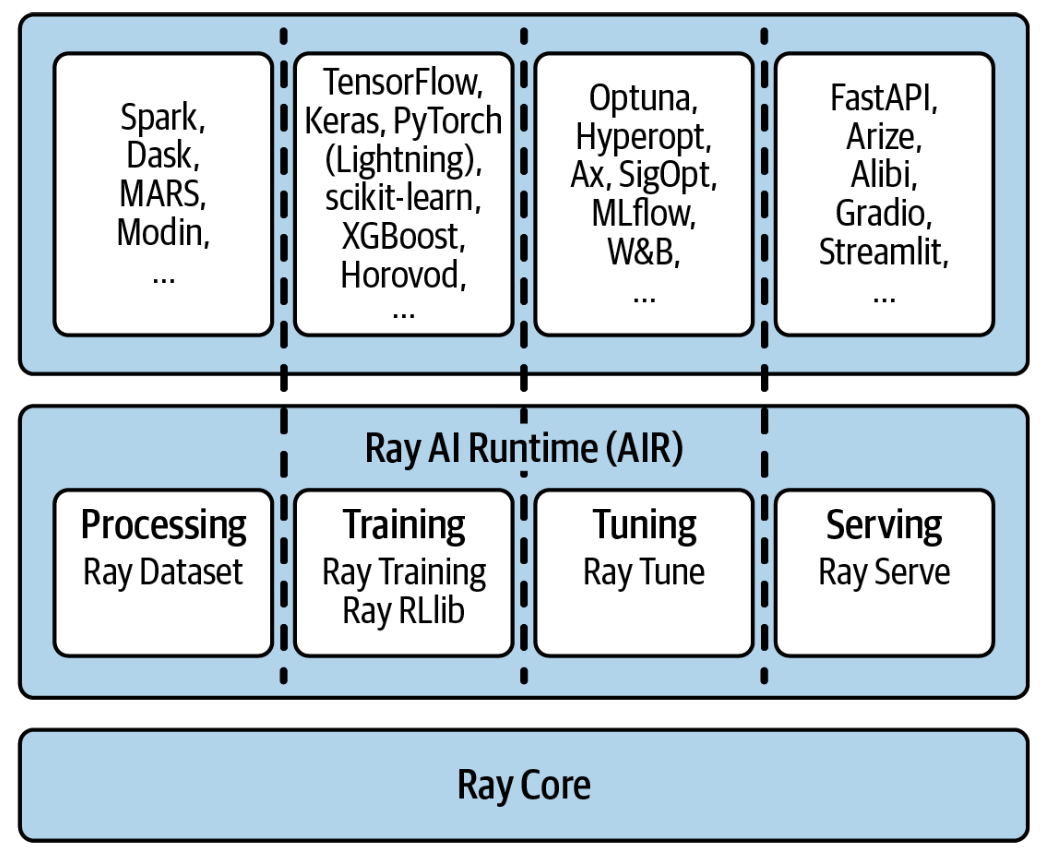 Spark,
Dask,
MARS,
Modin,
...
TensorFlow,
Keras, PyTorch
(Lightning),
scikit-learn,
XGBoost,
Horovod,
...
Optuna,
Hyperopt,
Ax, SigOpt,
MLflow,
W&B,
...
FastAPI,
Arize,
Alibi,
Gradio,
Streamlit,
...
Ray AI Runtime (AIR)
Processing
Ray Dataset
Training
Ray Training
Ray RLlib
Tuning
Ray Tune
Serving
Ray Serve
Ray Core